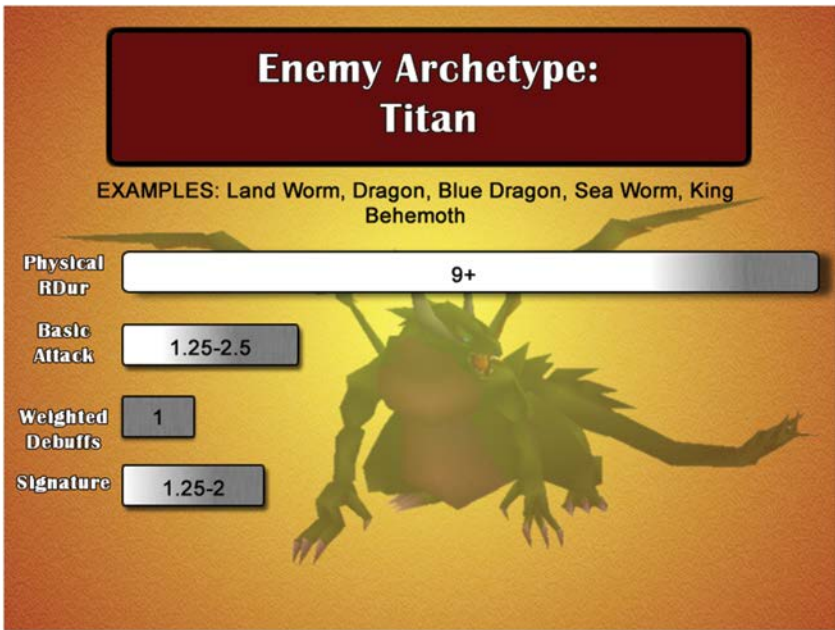 Enemy Archetype:
Titan
EXAMPLES: Land Worm, Dragon, Blue Dragon, Sea Worm, King
Behemoth
Physical
RDur
9+
Basic
Attack
1.25-2.5
Weighted
Debuffs
1
Signature
1.25-2